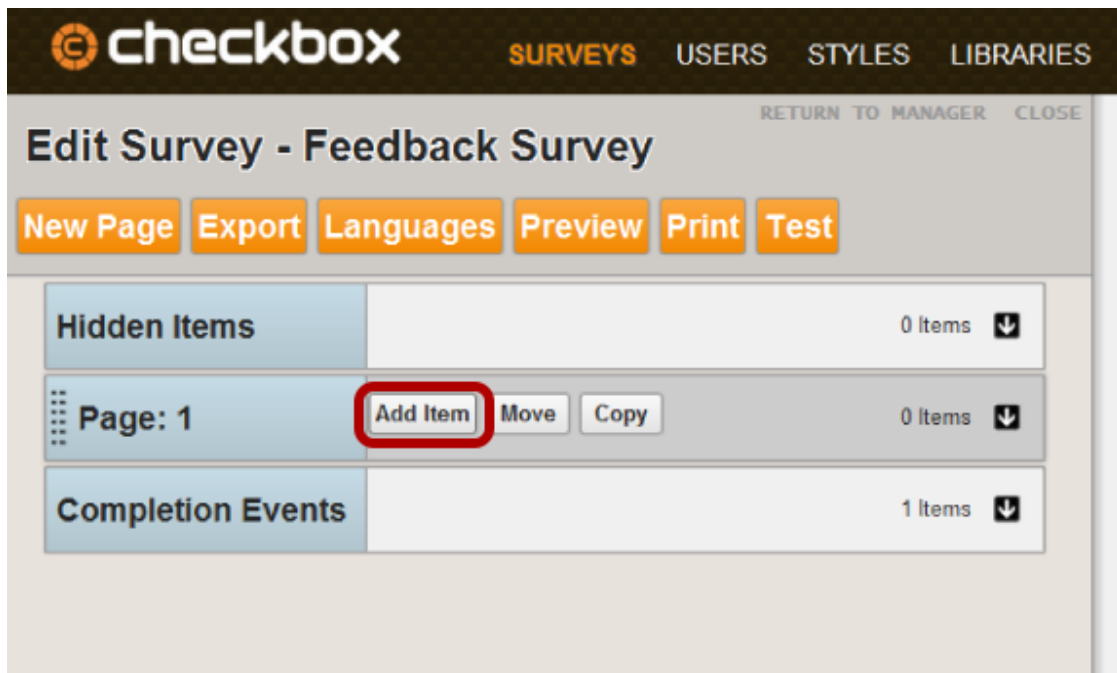 checkbox SURVEYS USERS STYLES LIBRARIES
RETURN TO MANAGER CLOSE
Edit Survey - Feedback Survey
New Page Export Languages Preview Print Test
Hidden Items 0 Items
Page: 1 Add Item Move Copy 0 Items
Completion Events 1 Items